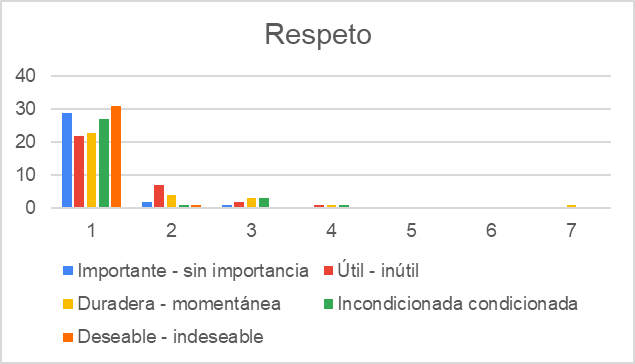 Respeto
40
30
20
10
0
1 2 3 4 5 6 7
Importante - sin importancia Útil - inútil
Duradera - momentánea Incondicionada condicionada
Deseable - indeseable